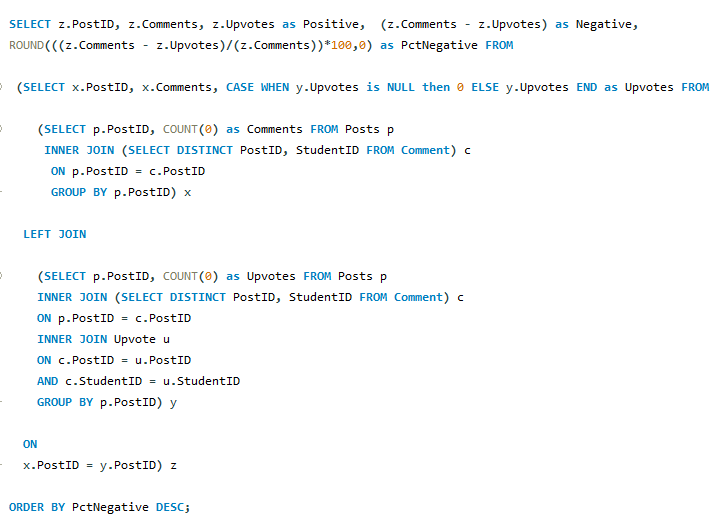 SELECT z.PostID, z.Comments, z.Upvotes as Positive, (z.Comments - z.Upvotes) as Negative,
ROUND(((z.Comments - z.Upvotes)/(z.Comments))*100,0) as PctNegative FROM
(SELECT x.PostID, x.Comments, CASE WHEN y.Upvotes is NULL then 0 ELSE y.Upvotes END as Upvotes FROM
(SELECT p.PostID, COUNT(0) as Comments FROM Posts p
INNER JOIN (SELECT DISTINCT PostID, StudentID FROM Comment) c
ON p.PostID = c.PostID
GROUP BY p.PostID) x
LEFT JOIN
(SELECT p.PostID, COUNT(0) as Upvotes FROM Posts p
INNER JOIN (SELECT DISTINCT PostID, StudentID FROM Comment) c
ON p.PostID = c.PostID
INNER JOIN Upvote u
ON c.PostID = u.PostID
AND c.StudentID = u.StudentID
GROUP BY p.PostID) y
ON
x.PostID = y.PostID) z
ORDER BY PctNegative DESC;